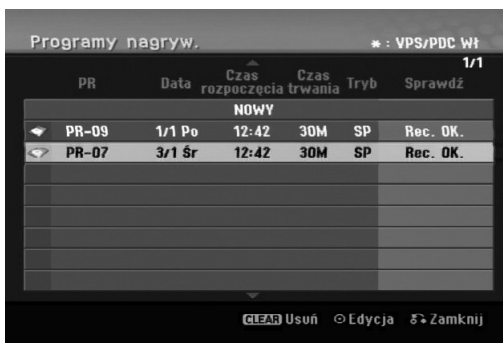 Programy nagryw. * : VPS/PDC Wł
1/1
PR Data Czas rozpoczęcia Czas trwania Tryb Sprawdź
NOWY
PR-09 1/1 Po 12:42 30M SP Rec. OK.
PR-07 3/1 Śr 12:42 30M SP Rec. OK.
CLEAR Usuń Edycja Zamknij